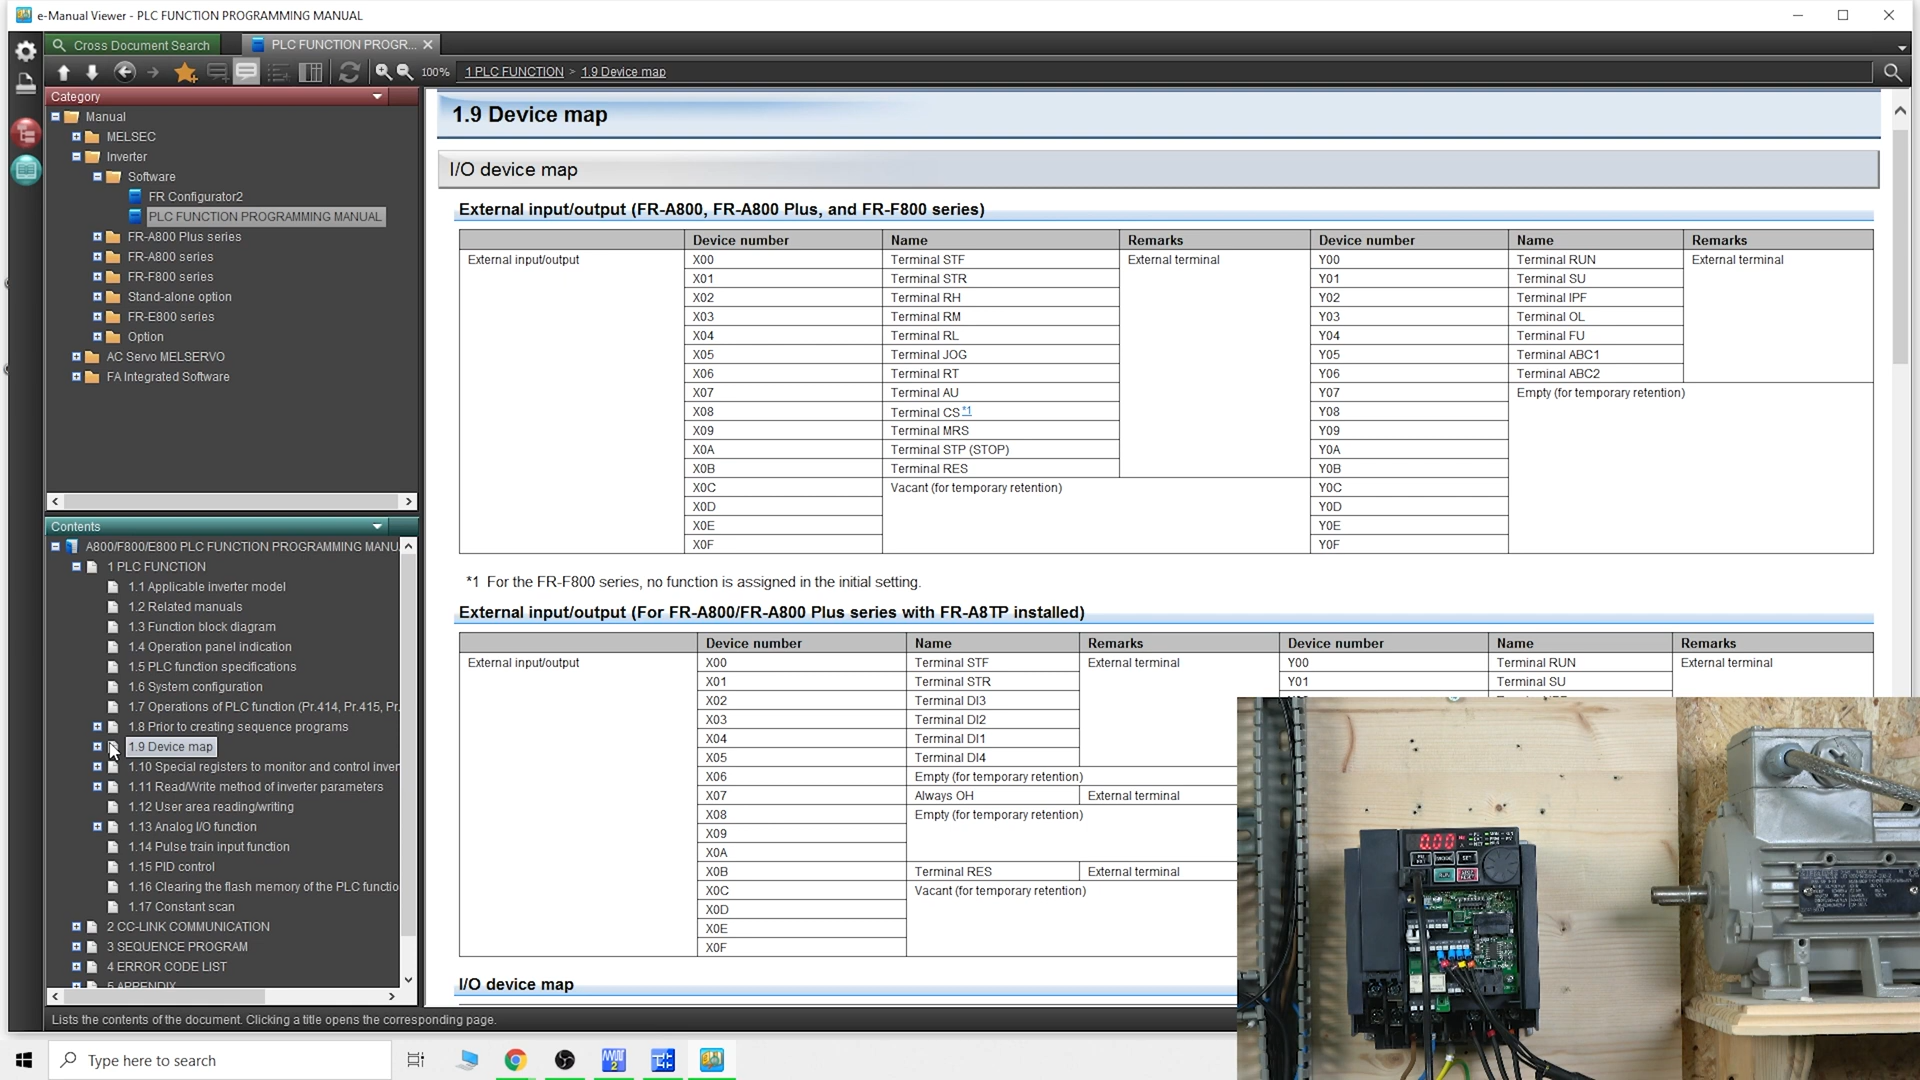 e-Manual Viewer - PLC FUNCTION PROGRAMMING MANUAL
Cross Document Search
PLC FUNCTION PROGR...
100%
1 PLC FUNCTION > 1.9 Device map
Category
Manual
MELSEC
Inverter
Software
FR Configurator2
PLC FUNCTION PROGRAMMING MANUAL
FR-A800 Plus series
FR-A800 series
FR-F800 series
Stand-alone option
FR-E800 series
Option
AC Servo MELSERVO
FA Integrated Software
Contents
A800/F800/E800 PLC FUNCTION PROGRAMMING MANU
1 PLC FUNCTION
1.1 Applicable inverter model
1.2 Related manuals
1.3 Function block diagram
1.4 Operation panel indication
1.5 PLC function specifications
1.6 System configuration
1.7 Operations of PLC function (Pr.414, Pr.415, Pr.
1.8 Prior to creating sequence programs
1.9 Device map
1.10 Special registers to monitor and control inver
1.11 Read/Write method of inverter parameters
1.12 User area reading/writing
1.13 Analog I/O function
1.14 Pulse train input function
1.15 PID control
1.16 Clearing the flash memory of the PLC functio
1.17 Constant scan
2 CC-LINK COMMUNICATION
3 SEQUENCE PROGRAM
4 ERROR CODE LIST
5 APPENDIX
Lists the contents of the document. Clicking a title opens the corresponding page.
1.9 Device map
I/O device map
External input/output (FR-A800, FR-A800 Plus, and FR-F800 series)
Device number Name Remarks Device number Name Remarks
External input/output X00 Terminal STF External terminal Y00 Terminal RUN External terminal
X01 Terminal STR Y01 Terminal SU
X02 Terminal RH Y02 Terminal IPF
X03 Terminal RM Y03 Terminal OL
X04 Terminal RL Y04 Terminal FU
X05 Terminal JOG Y05 Terminal ABC1
X06 Terminal RT Y06 Terminal ABC2
X07 Terminal AU Y07 Empty (for temporary retention)
X08 Terminal CS *1 Y08
X09 Terminal MRS Y09
X0A Terminal STP (STOP) Y0A
X0B Terminal RES Y0B
X0C Vacant (for temporary retention) Y0C
X0D Y0D
X0E Y0E
X0F Y0F
*1 For the FR-F800 series, no function is assigned in the initial setting.
External input/output (For FR-A800/FR-A800 Plus series with FR-A8TP installed)
Device number Name Remarks Device number Name Remarks
External input/output X00 Terminal STF External terminal Y00 Terminal RUN External terminal
X01 Terminal STR Y01 Terminal SU
X02 Terminal DI3
X03 Terminal DI2
X04 Terminal DI1
X05 Terminal DI4
X06 Empty (for temporary retention)
X07 Always OH External terminal
X08 Empty (for temporary retention)
X09
X0A
X0B Terminal RES External terminal
X0C Vacant (for temporary retention)
X0D
X0E
X0F
I/O device map
0.00
Type here to search